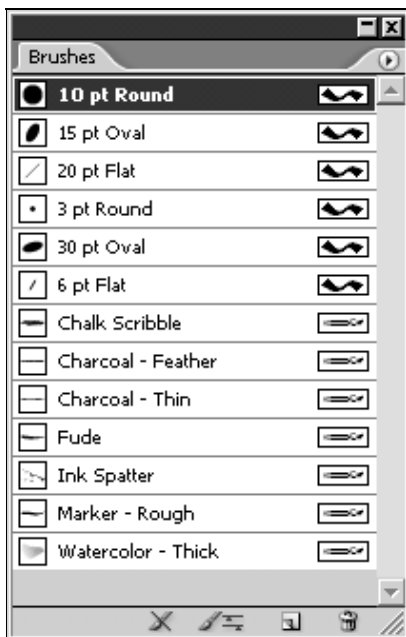 Brushes
10 pt Round
15 pt Oval
20 pt Flat
3 pt Round
30 pt Oval
6 pt Flat
Chalk Scribble
Charcoal - Feather
Charcoal - Thin
Fude
Ink Spatter
Marker - Rough
Watercolor - Thick